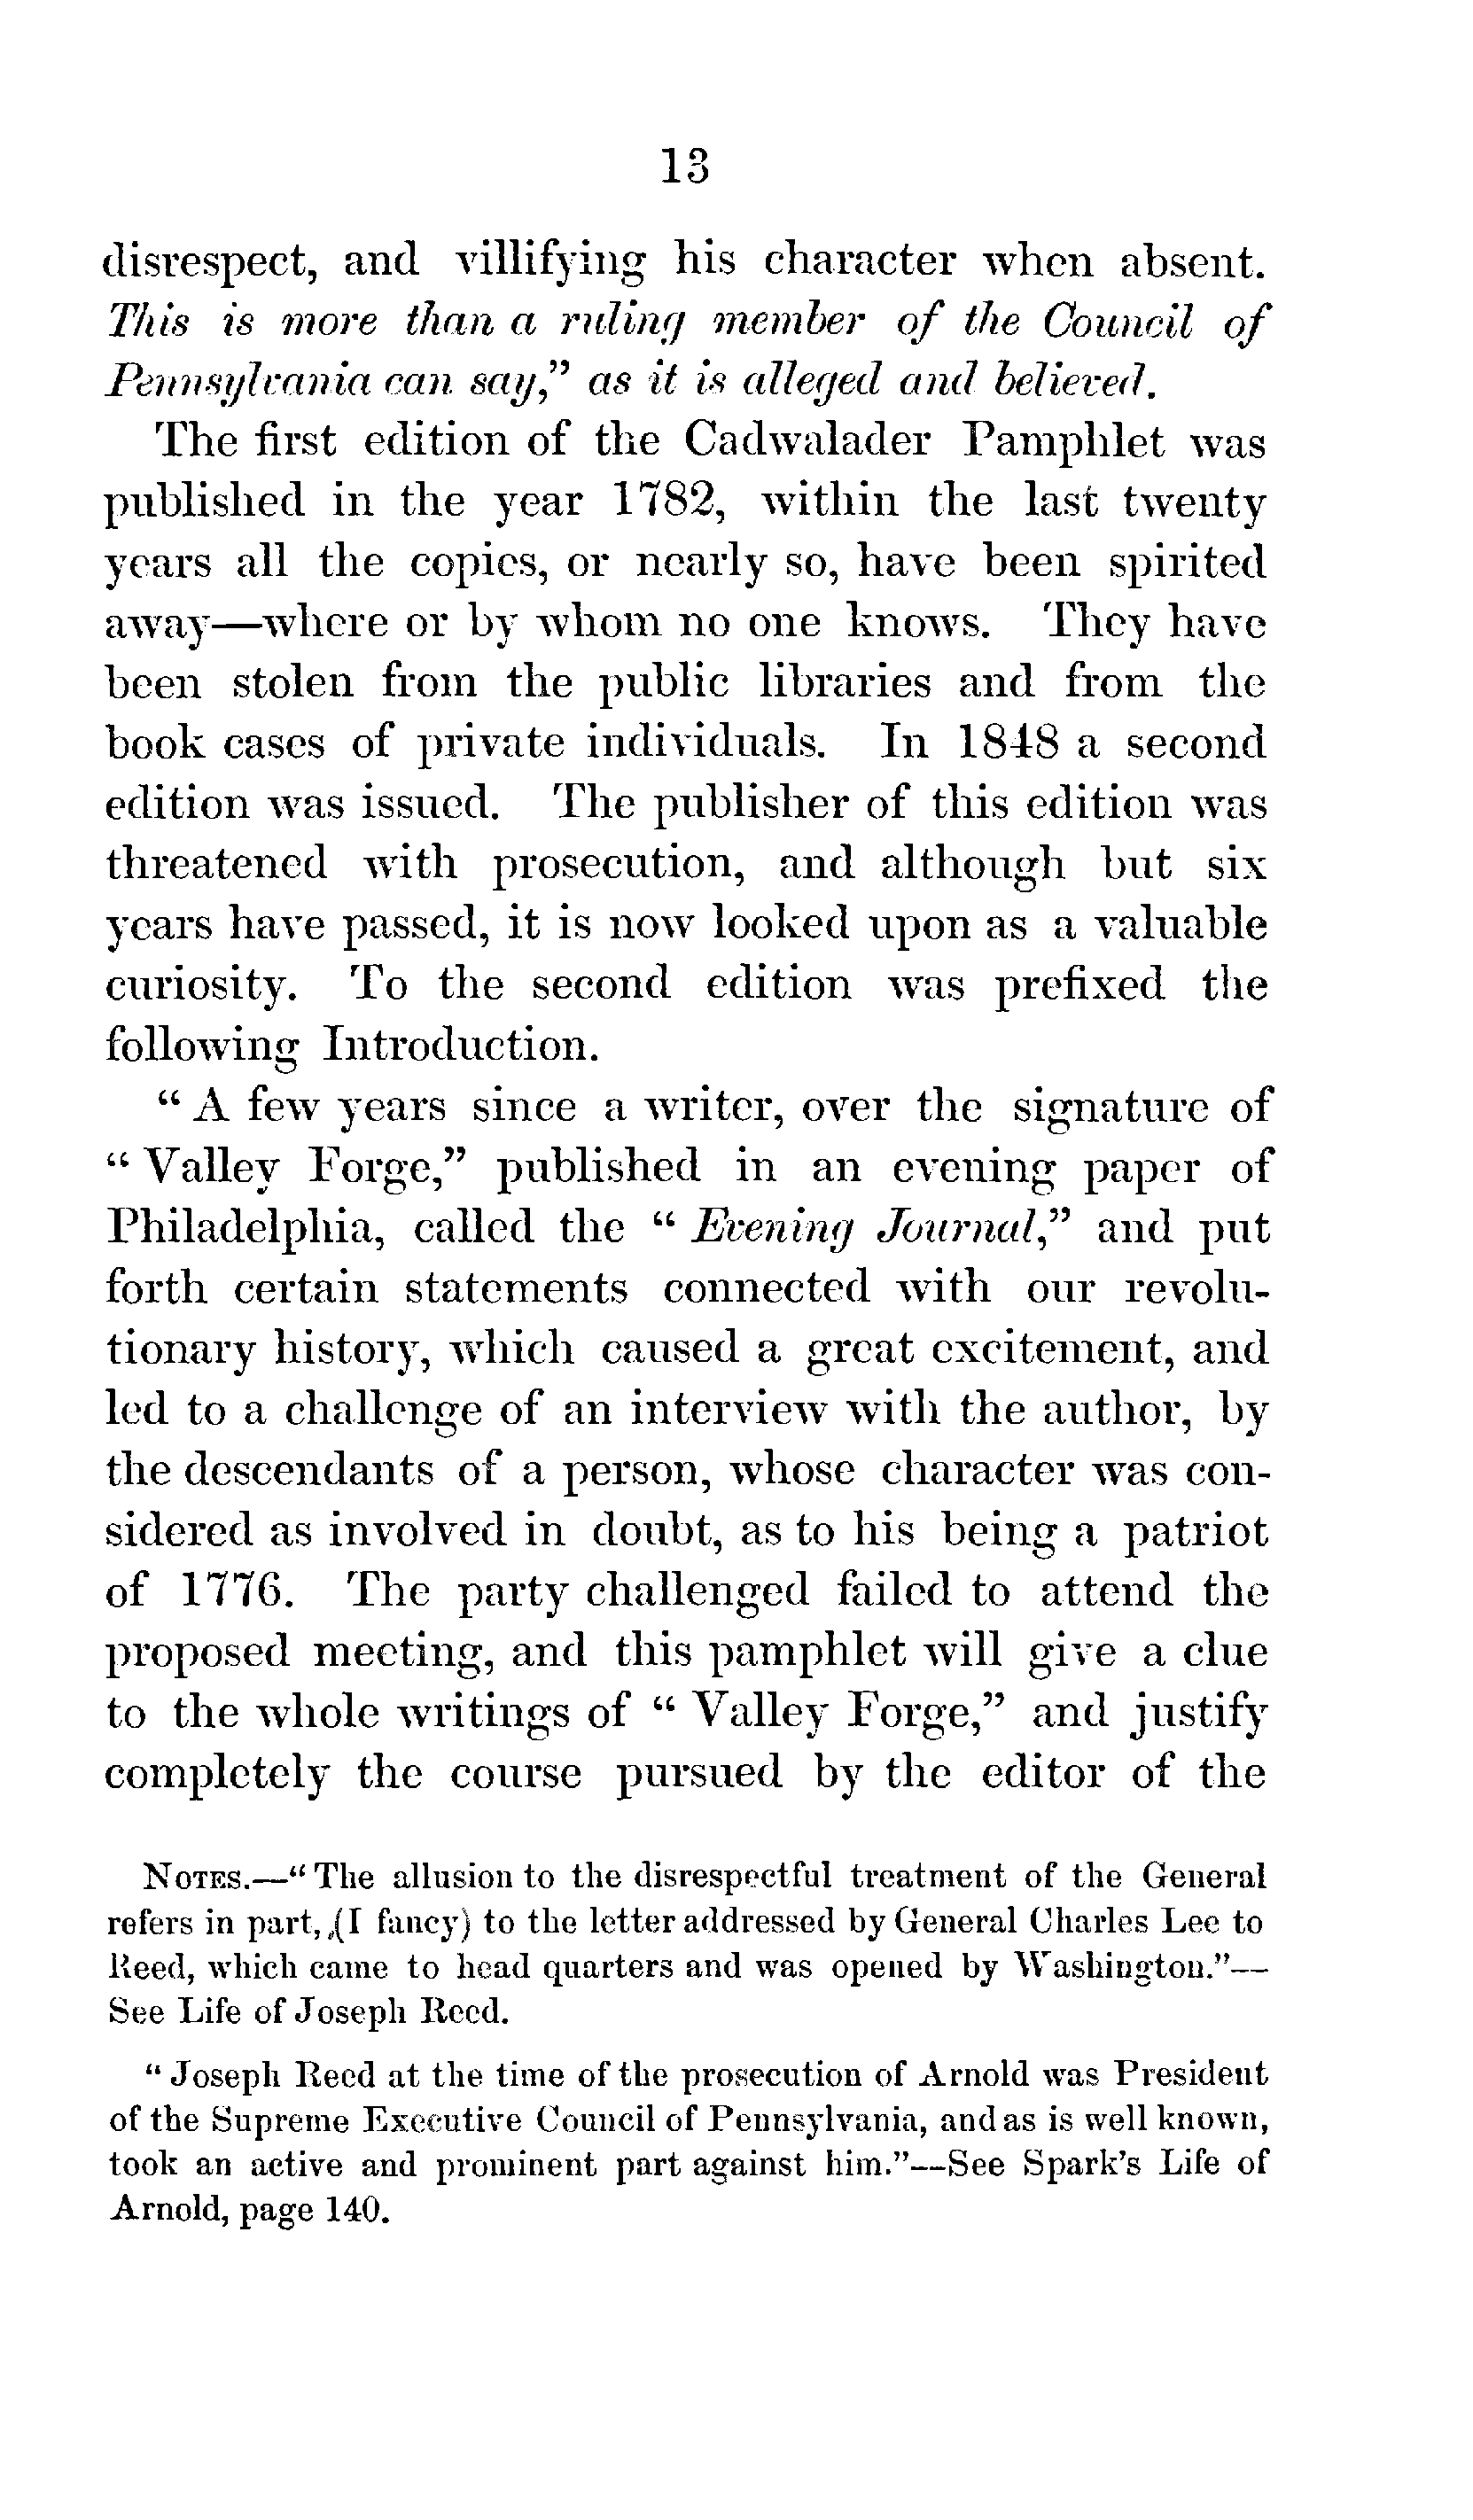 13
disrespect, and villifying his character when absent.
This is more than a ruling member of the Council of
Pennsylvania can say,” as it is alleged and believed.
The first edition of the Cadwalader Pamphlet was
published in the year 1782, within the last twenty
years all the copies, or nearly so, have been spirited
away—where or by whom no one knows. They have
been stolen from the public libraries and from the
book cases of private individuals. In 1848 a second
edition was issued. The publisher of this edition was
threatened with prosecution, and although but six
years have passed, it is now looked upon as a valuable
curiosity. To the second edition was prefixed the
following Introduction.
“ A few years since a writer, over the signature of
“ Valley Forge,” published in an evening paper of
Philadelphia, called the “ Evening Journal,” and put
forth certain statements connected with our revolu-
tionary history, which caused a great excitement, and
led to a challenge of an interview with the author, by
the descendants of a person, whose character was con-
sidered as involved in doubt, as to his being a patriot
of 1776. The party challenged failed to attend the
proposed meeting, and this pamphlet will give a clue
to the whole writings of “ Valley Forge,” and justify
completely the course pursued by the editor of the
NOTES.—“ The allusion to the disrespectful treatment of the General
refers in part, (I fancy) to the letter addressed by General Charles Lee to
Reed, which came to head quarters and was opened by Washington.”—
See Life of Joseph Reed.
“ Joseph Reed at the time of the prosecution of Arnold was President
of the Supreme Executive Council of Pennsylvania, and as is well known,
took an active and prominent part against him.”—See Spark's Life of
Arnold, page 140.